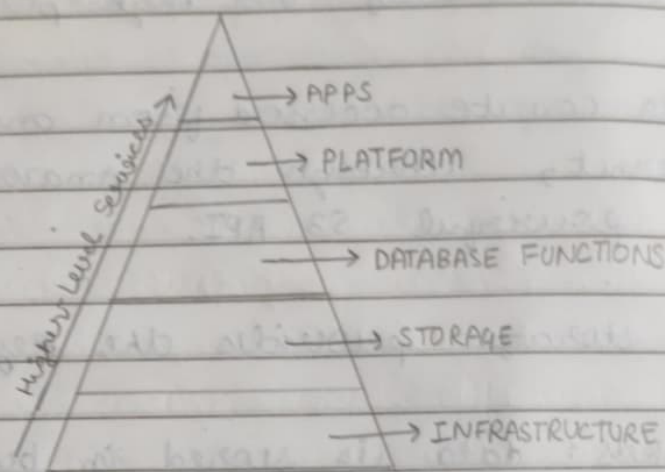 APPS
PLATFORM
DATABASE FUNCTIONS
STORAGE
INFRASTRUCTURE
Higher Level Services